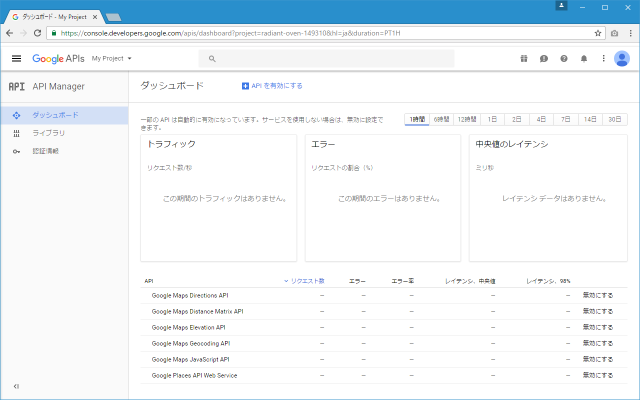 ダッシュボード - My Project
https://console.developers.google.com/apis/dashboard?project=radiant-oven-149310&hl=ja&duration=PT1H
Google APIs My Project
API API Manager ダッシュボード API を有効にする
ダッシュボード
ライブラリ
認証情報
一部の API は自動的に有効になっています。サービスを使用しない場合は、無効に設定で
きます。
1時間 6時間 12時間 1日 2日 4日 7日 14日 30日
トラフィック
リクエスト数/秒
この期間のトラフィックはありません。
エラー
リクエストの割合（%）
この期間のエラーはありません。
中央値のレイテンシ
ミリ秒
レイテンシ データはありません。
API リクエスト数 エラー エラー率 レイテンシ、中央値 レイテンシ、98%
Google Maps Directions API – – – – – 無効にする
Google Maps Distance Matrix API – – – – – 無効にする
Google Maps Elevation API – – – – – 無効にする
Google Maps Geocoding API – – – – – 無効にする
Google Maps JavaScript API – – – – – 無効にする
Google Places API Web Service – – – – – 無効にする